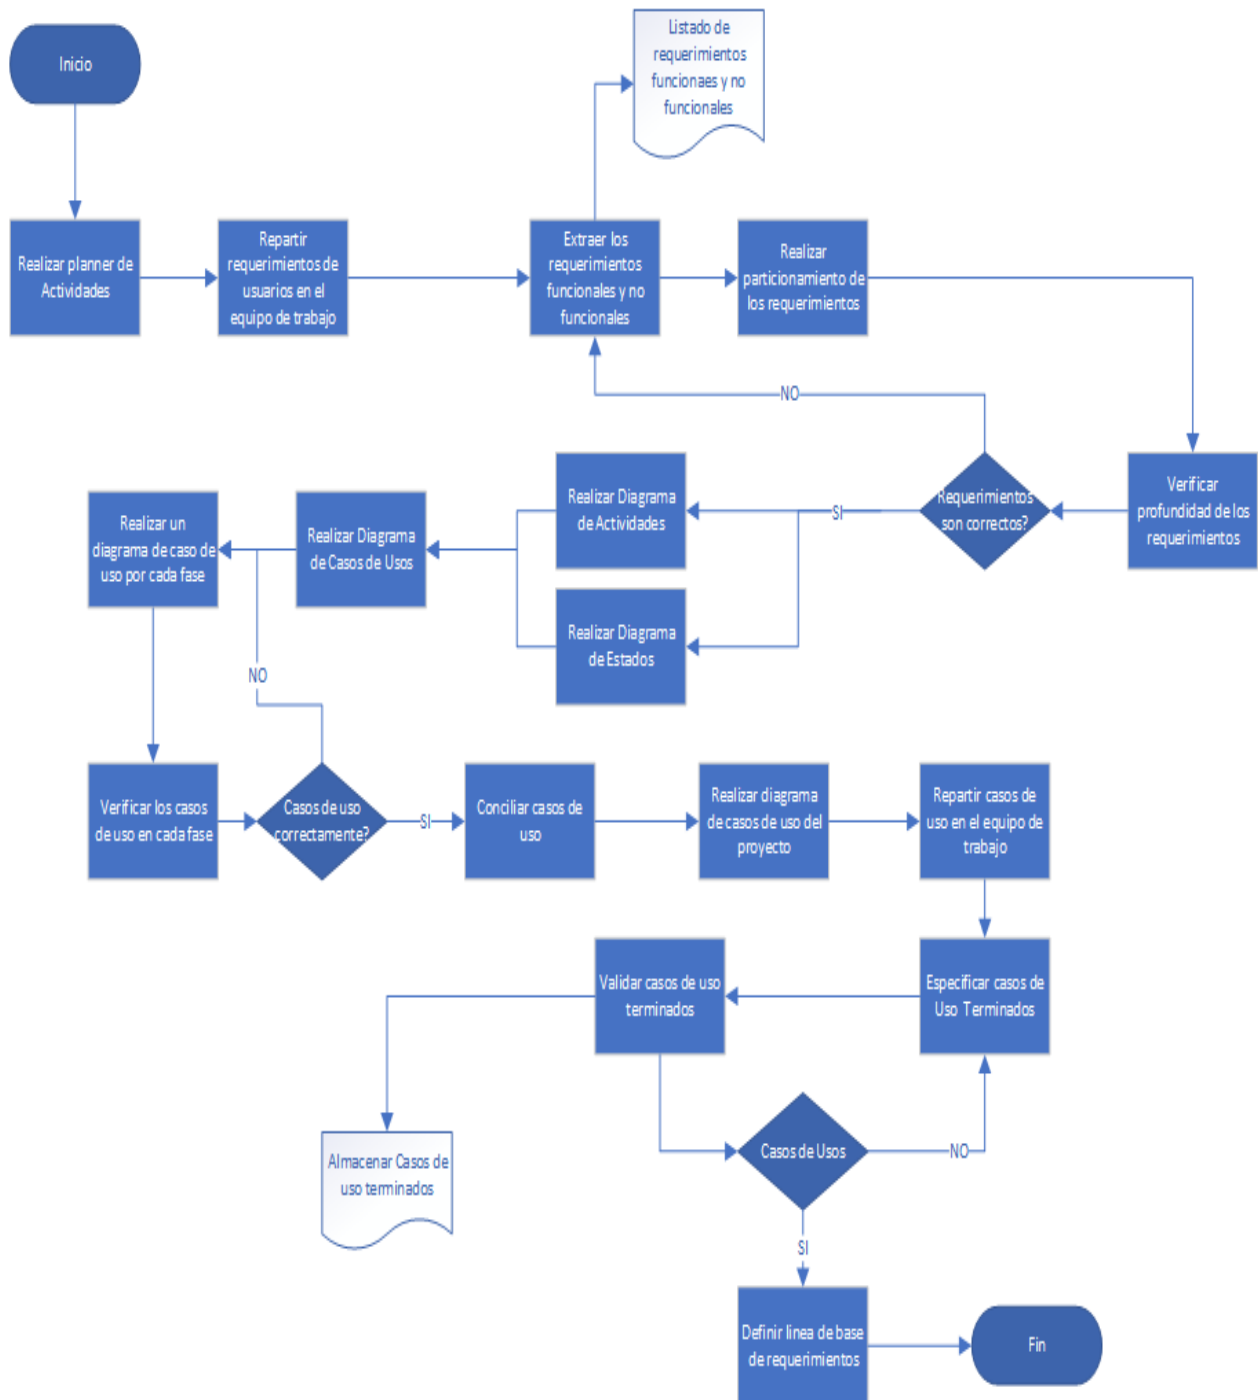 Inicio
Listado de
requerimientos
funcionaes y no
funcionales
Realizar planner de
Actividades
Repartir
requerimientos de
usuarios en el
equipo de trabajo
Extraer los
requerimientos
funcionales y no
funcionales
Realizar
particionamiento de
los requerimientos
NO
Verificar
profundidad de los
requerimientos
Requerimientos
son correctos?
SI
Realizar Diagrama
de Actividades
Realizar Diagrama
de Estados
Realizar Diagrama
de Casos de Usos
Realizar un
diagrama de caso de
uso por cada fase
NO
Verificar los casos
de uso en cada fase
Casos de uso
correctamente?
SI
Conciliar casos de
uso
Realizar diagrama
de casos de uso del
proyecto
Repartir casos de
uso en el equipo de
trabajo
Especificar casos de
Uso Terminados
Validar casos de uso
terminados
Almacenar Casos de
uso terminados
Casos de Usos
NO
SI
Definir linea de base
de requerimientos
Fin